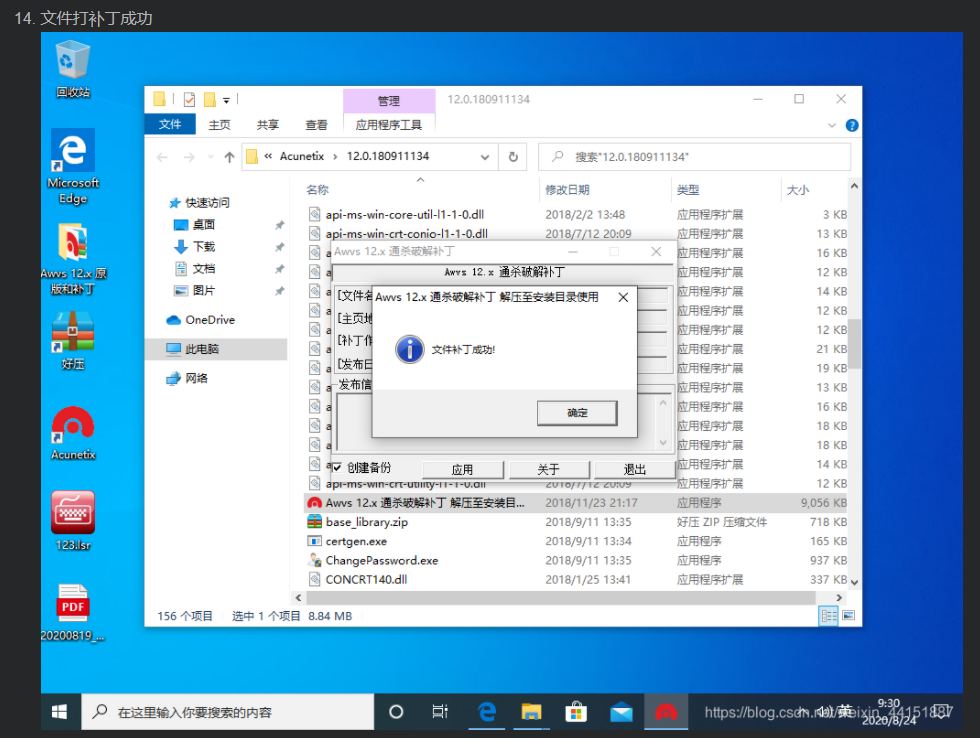 14. 文件打补丁成功
回收站
Microsoft
Edge
Awvs 12.x 原
版和补丁
好压
Acunetix
123.lsr
PDF
20200819_...
管理
12.0.180911134
文件
主页
共享
查看
应用程序工具
« Acunetix › 12.0.180911134
搜索"12.0.180911134"
快速访问
桌面
下载
文档
图片
OneDrive
此电脑
网络
名称 修改日期 类型 大小
api-ms-win-core-util-l1-1-0.dll 2018/2/2 13:48 应用程序扩展 3 KB
api-ms-win-crt-conio-l1-1-0.dll 2018/7/12 20:09 应用程序扩展 13 KB
应用程序扩展 16 KB
应用程序扩展 12 KB
应用程序扩展 14 KB
应用程序扩展 12 KB
应用程序扩展 12 KB
应用程序扩展 21 KB
应用程序扩展 19 KB
应用程序扩展 13 KB
应用程序扩展 16 KB
应用程序扩展 18 KB
应用程序扩展 18 KB
应用程序扩展 14 KB
api-ms-win-crt-utility-l1-1-0.dll 2018/7/12 20:09 应用程序扩展 12 KB
Awvs 12.x 通杀破解补丁 解压至安装目... 2018/11/23 21:17 应用程序 9,056 KB
base_library.zip 2018/9/11 13:35 好压 ZIP 压缩文件 718 KB
certgen.exe 2018/9/11 13:34 应用程序 165 KB
ChangePassword.exe 2018/9/11 13:35 应用程序 937 KB
CONCRT140.dll 2018/1/25 13:41 应用程序扩展 337 KB
Awvs 12.x 通杀破解补丁
Awvs 12.x 通杀破解补丁
[文件名
[主页地
[补丁作
[发布日
发布信
Awvs 12.x 通杀破解补丁 解压至安装目录使用
文件补丁成功!
确定
创建备份
应用
关于
退出
156 个项目 选中 1 个项目 8.84 MB
在这里输入你要搜索的内容
英
9:30
2020/8/24
https://blog.csdn.net/weixin_44151887